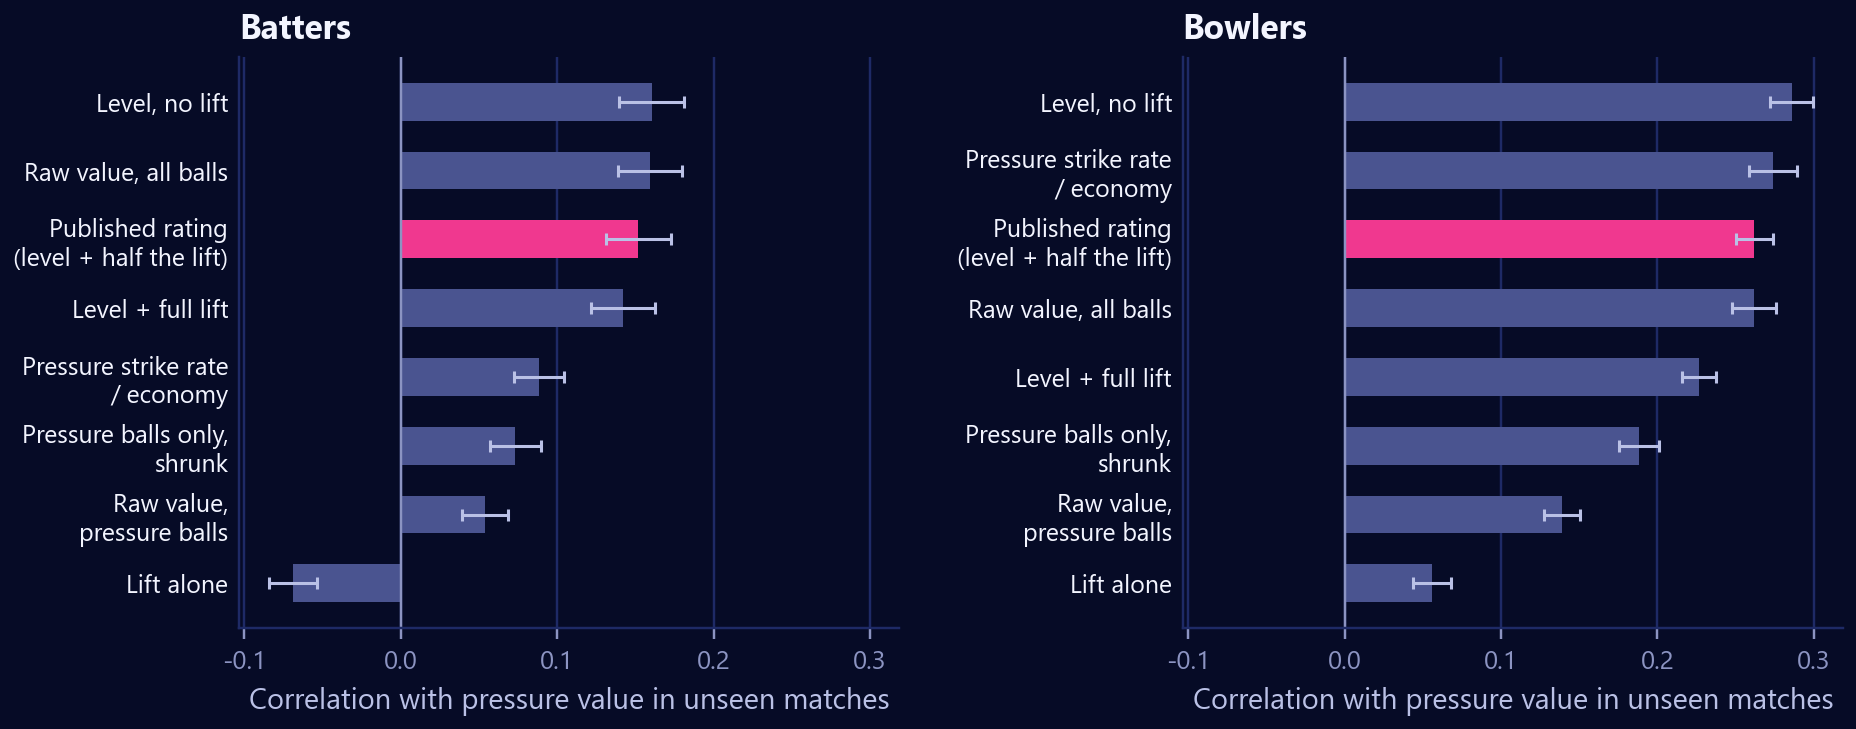 Batters
Level, no lift
Raw value, all balls
Published rating
(level + half the lift)
Level + full lift
Pressure strike rate
/ economy
Pressure balls only,
shrunk
Raw value,
pressure balls
Lift alone
-0.1
0.0
0.1
0.2
0.3
Correlation with pressure value in unseen matches
Bowlers
Level, no lift
Pressure strike rate
/ economy
Published rating
(level + half the lift)
Raw value, all balls
Level + full lift
Pressure balls only,
shrunk
Raw value,
pressure balls
Lift alone
-0.1
0.0
0.1
0.2
0.3
Correlation with pressure value in unseen matches